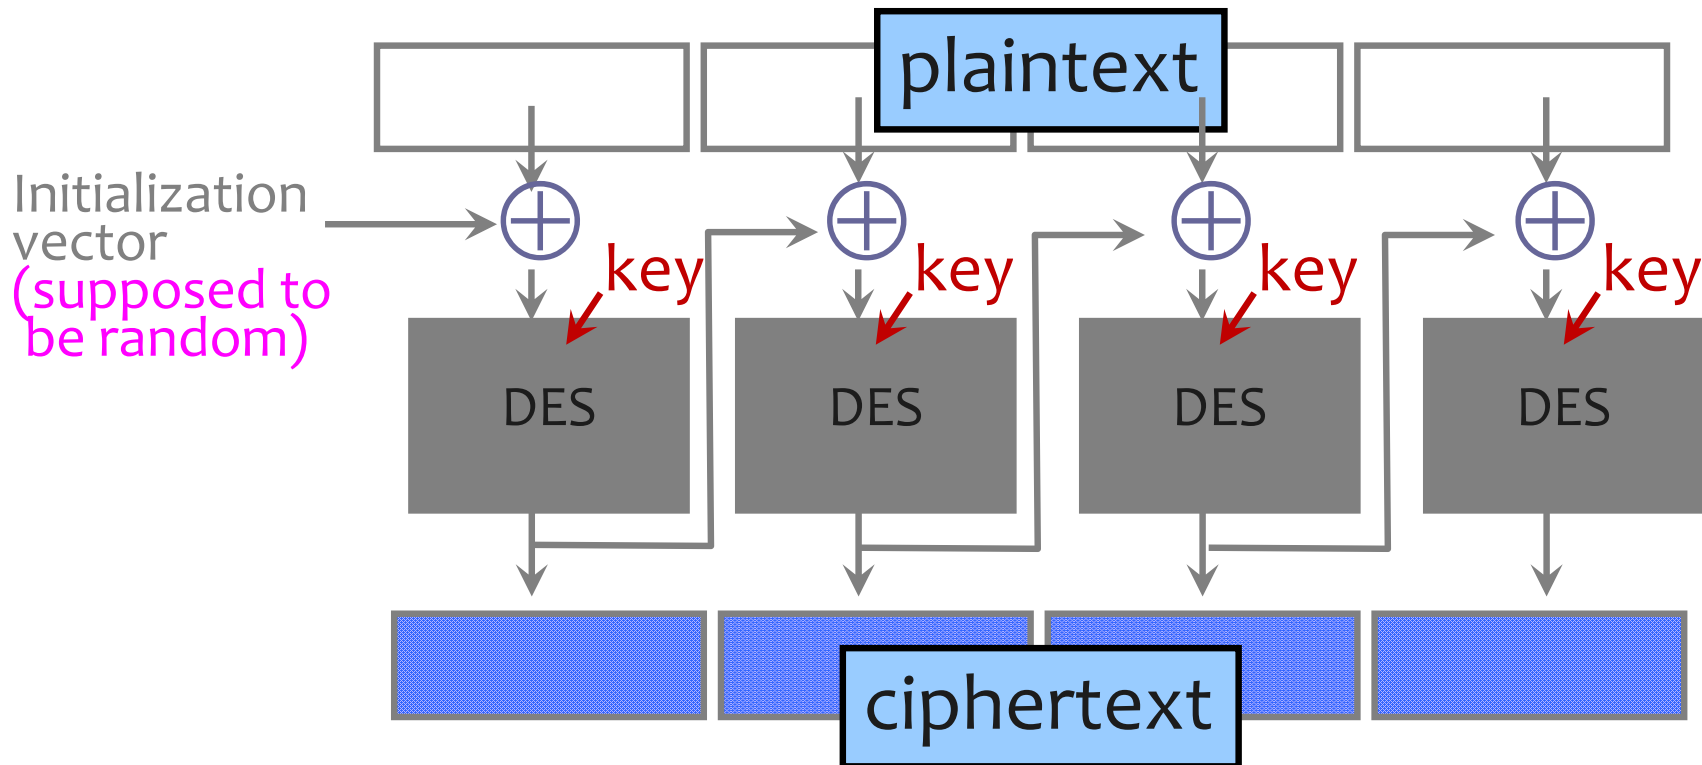 plaintext
Initialization
vector
(supposed to
be random)
key
key
key
key
DES
DES
DES
DES
ciphertext